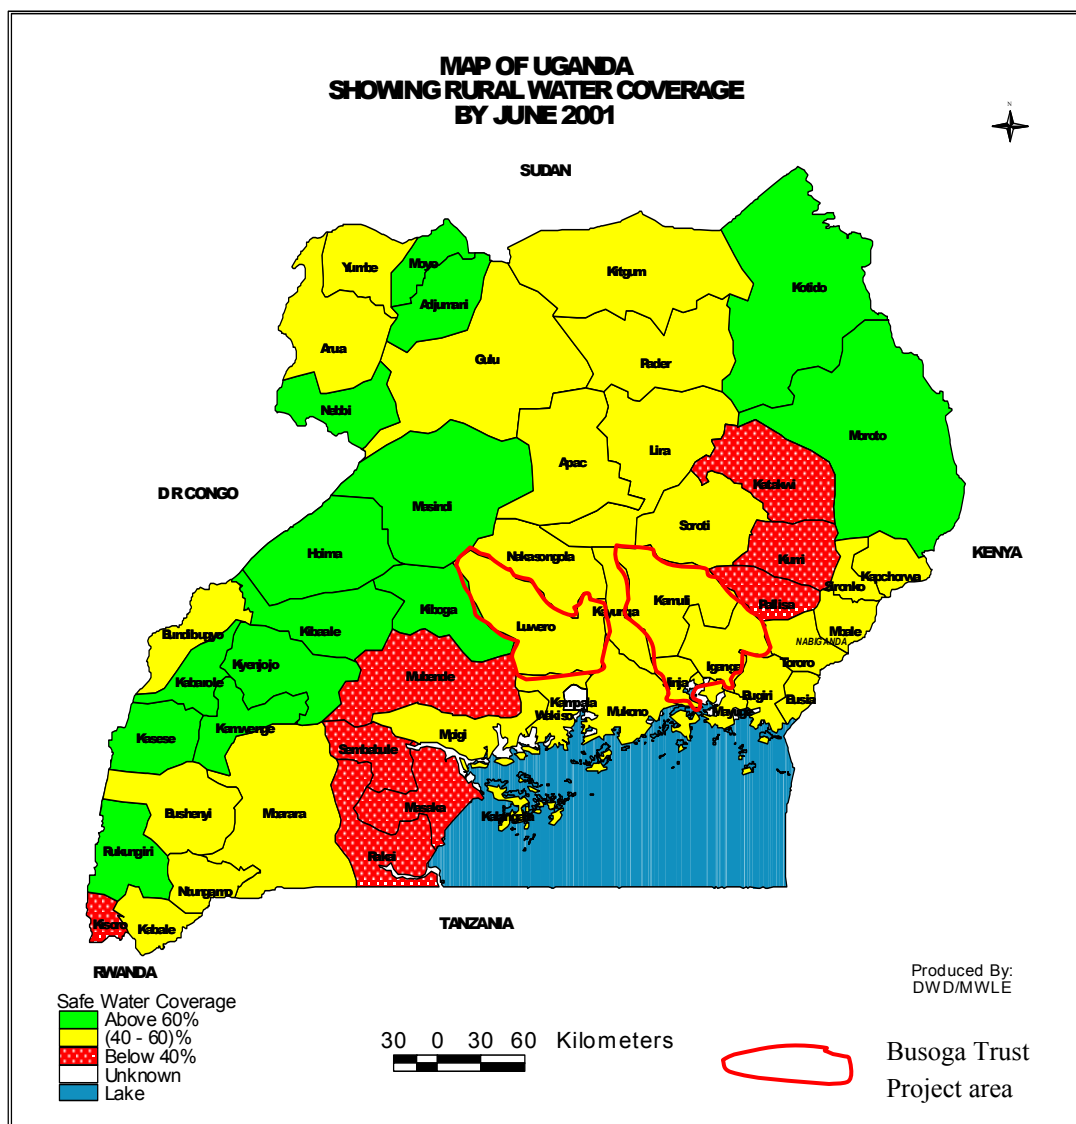 MAP OF UGANDA
SHOWING RURAL WATER COVERAGE
BY JUNE 2001
N
SUDAN
Yumbe
Moyo
Adjumani
Kitgum
Kotido
Arua
Gulu
Pader
Nebbi
Moroto
Apac
Lira
Katakwi
D R CONGO
Masindi
Soroti
Hoima
Nakasongola
Kumi
KENYA
Kapchorwa
Sironko
Kiboga
Kamuli
Pallisa
Kayunga
Luwero
Bundibugyo
Kibaale
Mbale
NABIGANDA
Kyenjojo
Kabarole
Mubende
Iganga
Tororo
Jinja
Kamwenge
Kampala
Wakiso
Mukono
Mayuge
Bugiri
Busia
Kasese
Mpigi
Sembabule
Bushenyi
Mbarara
Masaka
Kalangala
Rukungiri
Rakai
Ntungamo
Kisoro
Kabale
TANZANIA
RWANDA
Produced By:
DWD/MWLE
Safe Water Coverage
Above 60%
(40 - 60)%
Below 40%
Unknown
Lake
30 0 30 60 Kilometers
Busoga Trust
Project area